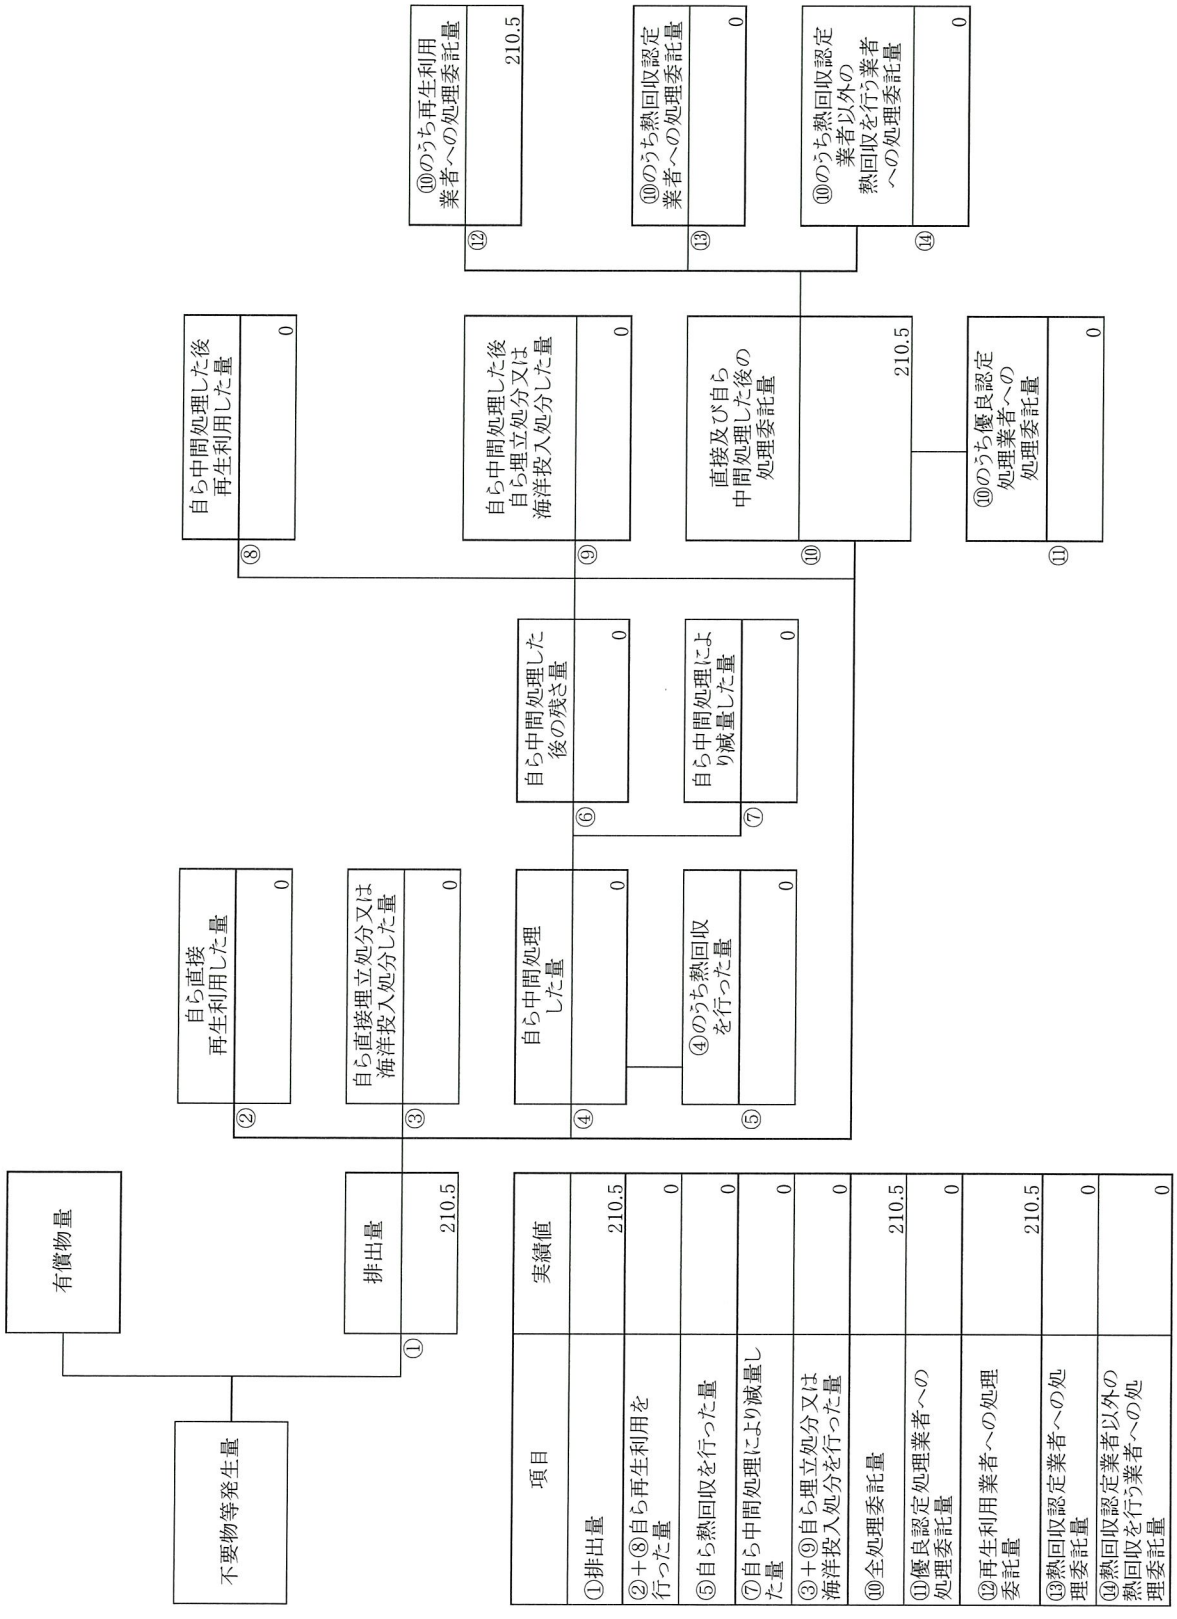 不要物等発生量
有償物量
①
排出量
210.5
②
自ら直接
再生利用した量
0
③
自ら直接埋立処分又は
海洋投入処分した量
0
④
自ら中間処理
した量
0
⑤
④のうち熱回収
を行った量
0
⑥
自ら中間処理した
後の残さ量
0
⑦
自ら中間処理によ
り減量した量
0
⑧
自ら中間処理した後
再生利用した量
0
⑨
自ら中間処理した後
自ら埋立処分又は
海洋投入処分した量
0
⑩
直接及び自ら
中間処理した後の
処理委託量
210.5
⑪
⑩のうち優良認定
処理業者への
処理委託量
0
⑫
⑩のうち再生利用
業者への処理委託量
210.5
⑬
⑩のうち熱回収認定
業者への処理委託量
0
⑭
⑩のうち熱回収認定
業者以外の
熱回収を行う業者
への処理委託量
0
項目 実績値
①排出量 210.5
②+⑧自ら再生利用を
行った量 0
⑤自ら熱回収を行った量 0
⑦自ら中間処理により減量し
た量 0
③+⑨自ら埋立処分又は
海洋投入処分を行った量 0
⑩全処理委託量 210.5
⑪優良認定処理業者への
処理委託量 0
⑫再生利用業者への処理
委託量 210.5
⑬熱回収認定業者への処
理委託量 0
⑭熱回収認定業者以外の
熱回収を行う業者への処
理委託量 0